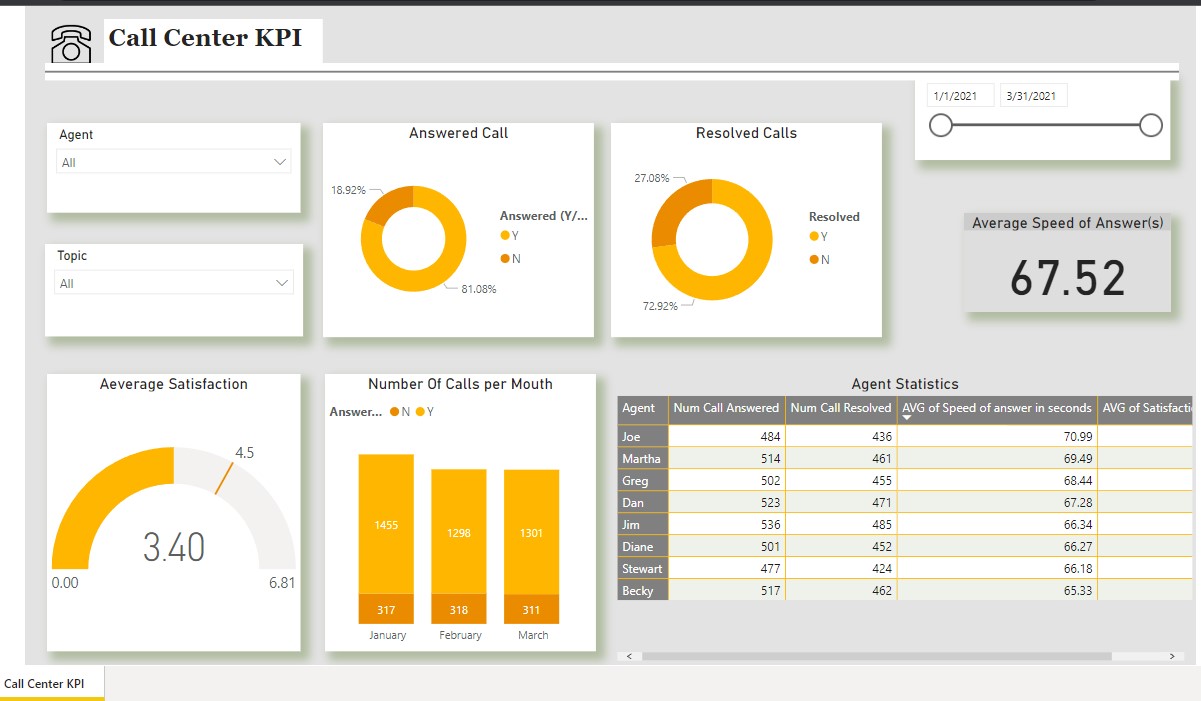 Call Center KPI
1/1/2021 3/31/2021
Agent
All
Topic
All
Answered Call
18.92%
81.08%
Answered (Y/...
Y
N
Resolved Calls
27.08%
72.92%
Resolved
Y
N
Average Speed of Answer(s)
67.52
Aeverage Satisfaction
4.5
3.40
0.00 6.81
Number Of Calls per Mouth
Answer... N Y
1455 1298 1301
317 318 311
January February March
Agent Statistics
Agent Num Call Answered Num Call Resolved AVG of Speed of answer in seconds AVG of Satisfacti
Joe 484 436 70.99
Martha 514 461 69.49
Greg 502 455 68.44
Dan 523 471 67.28
Jim 536 485 66.34
Diane 501 452 66.27
Stewart 477 424 66.18
Becky 517 462 65.33
Call Center KPI